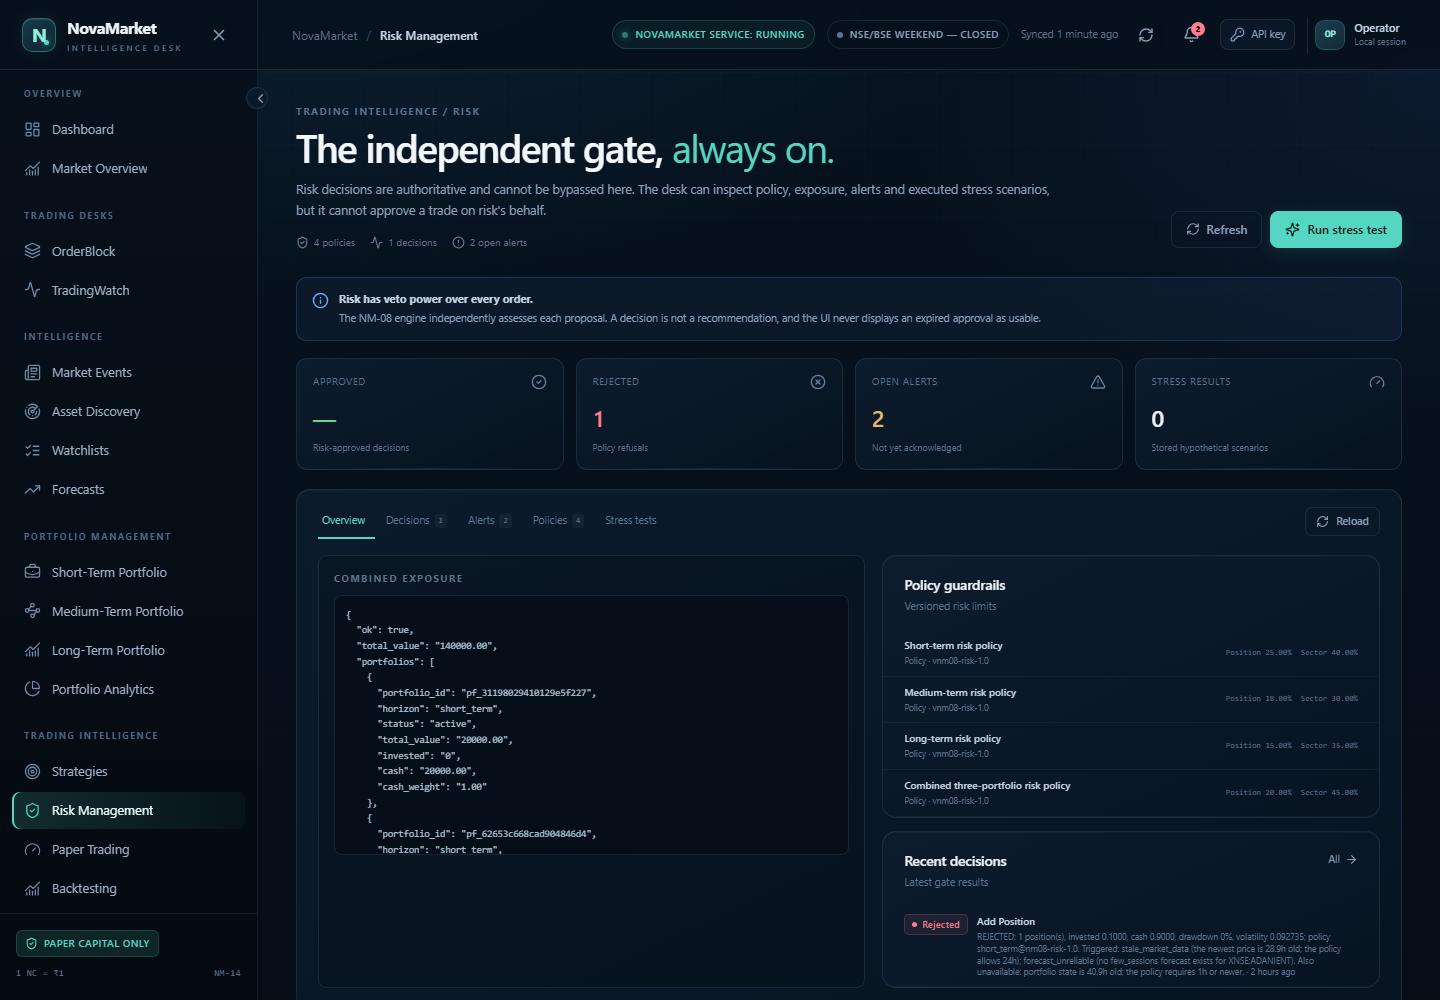 NovaMarket
INTELLIGENCE DESK
NovaMarket / Risk Management
NOVAMARKET SERVICE: RUNNING
NSE/BSE WEEKEND — CLOSED
Synced 1 minute ago
2
API key
OP
Operator
Local session
OVERVIEW
Dashboard
Market Overview
TRADING DESKS
OrderBlock
TradingWatch
INTELLIGENCE
Market Events
Asset Discovery
Watchlists
Forecasts
PORTFOLIO MANAGEMENT
Short-Term Portfolio
Medium-Term Portfolio
Long-Term Portfolio
Portfolio Analytics
TRADING INTELLIGENCE
Strategies
Risk Management
Paper Trading
Backtesting
PAPER CAPITAL ONLY
1 NC = ₹1
NM-14
TRADING INTELLIGENCE / RISK
The independent gate, always on.
Risk decisions are authoritative and cannot be bypassed here. The desk can inspect policy, exposure, alerts and executed stress scenarios,
but it cannot approve a trade on risk's behalf.
4 policies
1 decisions
2 open alerts
Refresh
Run stress test
Risk has veto power over every order.
The NM-08 engine independently assesses each proposal. A decision is not a recommendation, and the UI never displays an expired approval as usable.
APPROVED
—
Risk-approved decisions
REJECTED
1
Policy refusals
OPEN ALERTS
2
Not yet acknowledged
STRESS RESULTS
0
Stored hypothetical scenarios
Overview
Decisions 1
Alerts 2
Policies 4
Stress tests
Reload
COMBINED EXPOSURE
{
"ok": true,
"total_value": "140000.00",
"portfolios": [
{
"portfolio_id": "pf_31198029410129e5f227",
"horizon": "short_term",
"status": "active",
"total_value": "20000.00",
"invested": "0",
"cash": "20000.00",
"cash_weight": "1.00"
},
{
"portfolio_id": "pf_62653c668cad904846d4",
"horizon": "short_term",
Policy guardrails
Versioned risk limits
Short-term risk policy
Policy · vnm08-risk-1.0
Position 25.00% Sector 40.00%
Medium-term risk policy
Policy · vnm08-risk-1.0
Position 18.00% Sector 30.00%
Long-term risk policy
Policy · vnm08-risk-1.0
Position 15.00% Sector 35.00%
Combined three-portfolio risk policy
Policy · vnm08-risk-1.0
Position 20.00% Sector 45.00%
Recent decisions
Latest gate results
All
Rejected
Add Position
REJECTED: 1 position(s), invested 0.1000, cash 0.9000, drawdown 0%, volatility 0.092735; policy
short_term@nm08-risk-1.0. Triggered: stale_market_data (the newest price is 28.9h old; the policy
allows 24h); forecast_unreliable (no few_sessions forecast exists for XNSE:ADANIENT). Also
unavailable: portfolio state is 40.9h old; the policy requires 1h or newer. · 2 hours ago